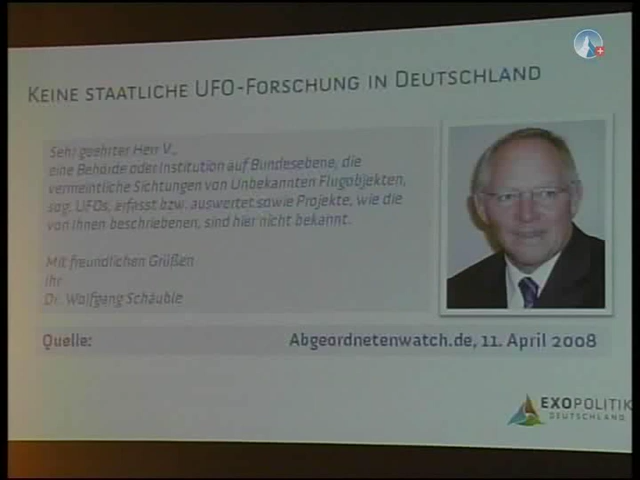 KEINE STAATLICHE UFO-FORSCHUNG IN DEUTSCHLAND
Sehr geehrter Herr V.,
eine Behörde oder Institution auf Bundesebene, die
vermeintliche Sichtungen von Unbekannten Flugobjekten,
sog. UFOs, erfasst bzw. auswertet sowie Projekte, wie die
von Ihnen beschriebenen, sind hier nicht bekannt.
Mit freundlichen Grüßen
Ihr
Dr. Wolfgang Schäuble
Quelle: Abgeordnetenwatch.de, 11. April 2008
EXOPOLITIK
DEUTSCHLAND